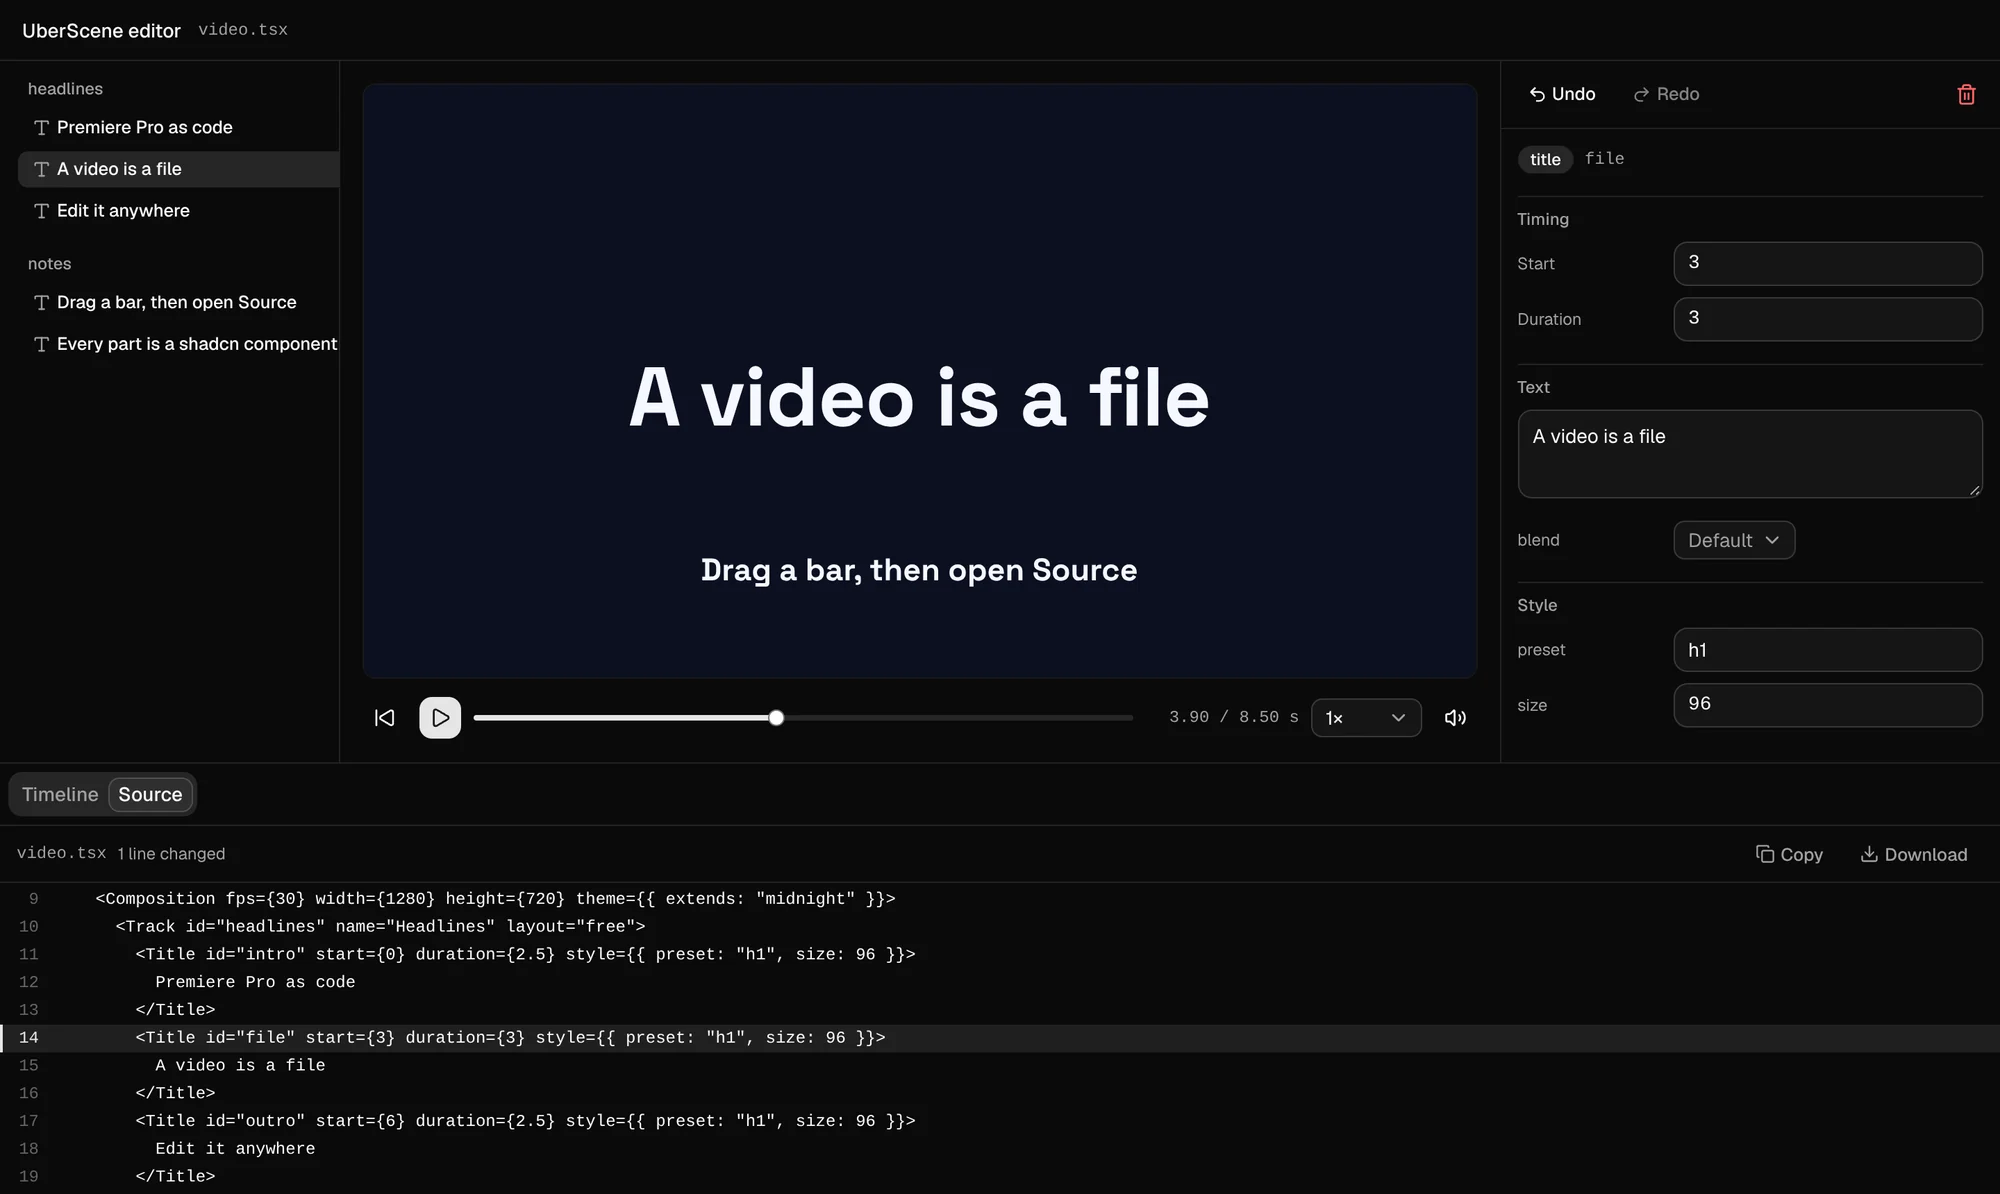 UberScene editor video.tsx
headlines
Premiere Pro as code
A video is a file
Edit it anywhere
notes
Drag a bar, then open Source
Every part is a shadcn component
A video is a file
Drag a bar, then open Source
3.90 / 8.50 s
1×
Undo Redo
title file
Timing
Start 3
Duration 3
Text
A video is a file
blend Default
Style
preset h1
size 96
Timeline Source
video.tsx 1 line changed
Copy Download
9 <Composition fps={30} width={1280} height={720} theme={{ extends: "midnight" }}>
10 <Track id="headlines" name="Headlines" layout="free">
11 <Title id="intro" start={0} duration={2.5} style={{ preset: "h1", size: 96 }}>
12 Premiere Pro as code
13 </Title>
14 <Title id="file" start={3} duration={3} style={{ preset: "h1", size: 96 }}>
15 A video is a file
16 </Title>
17 <Title id="outro" start={6} duration={2.5} style={{ preset: "h1", size: 96 }}>
18 Edit it anywhere
19 </Title>